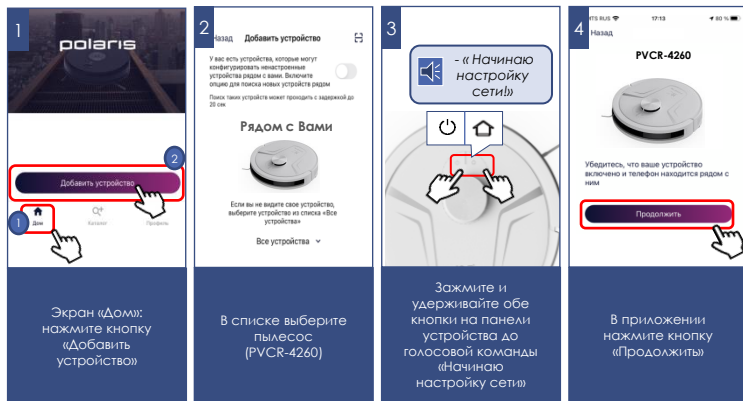 1
polaris
Добавить устройство
2
1
Дом
Каталог
Профиль
Экран «Дом»:
нажмите кнопку
«Добавить
устройство»
2
Назад
Добавить устройство
У вас есть устройства, которые могут
конфигурировать ненастроенные
устройства рядом с вами. Включите
опцию для поиска новых устройств рядом
Поиск таких устройств может проходить с задержкой до
20 сек
Рядом с Вами
Если вы не видите свое устройство,
выберите устройство из списка «Все
устройства»
Все устройства
В списке выберите
пылесос
(PVCR-4260)
3
- « Начинаю
настройку
сети!»
Зажмите и
удерживайте обе
кнопки на панели
устройства до
голосовой команды
«Начинаю
настройку сети»
4
MTS RUS
17:13
80 %
Назад
PVCR-4260
Убедитесь, что ваше устройство
включено и телефон находится рядом с
ним
Продолжить
В приложении
нажмите кнопку
«Продолжить»